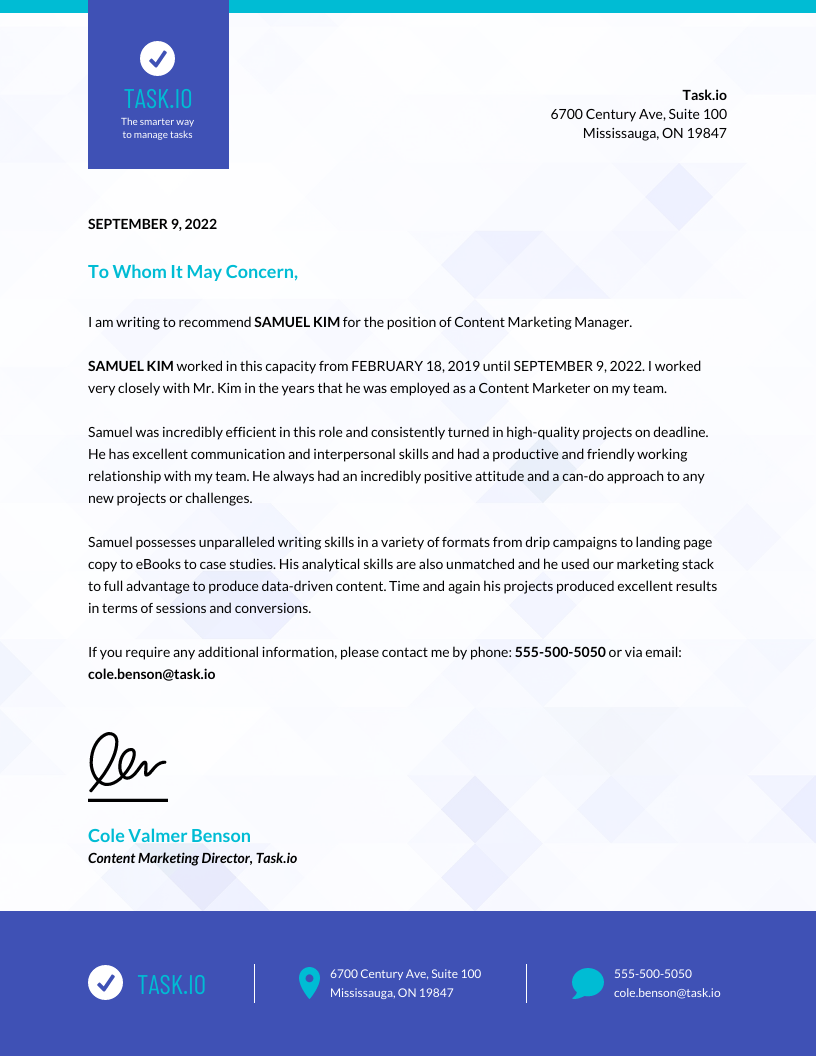 TASK.IO
The smarter way
to manage tasks
Task.io
6700 Century Ave, Suite 100
Mississauga, ON 19847
SEPTEMBER 9, 2022
To Whom It May Concern,
I am writing to recommend SAMUEL KIM for the position of Content Marketing Manager.
SAMUEL KIM worked in this capacity from FEBRUARY 18, 2019 until SEPTEMBER 9, 2022. I worked
very closely with Mr. Kim in the years that he was employed as a Content Marketer on my team.
Samuel was incredibly efficient in this role and consistently turned in high-quality projects on deadline.
He has excellent communication and interpersonal skills and had a productive and friendly working
relationship with my team. He always had an incredibly positive attitude and a can-do approach to any
new projects or challenges.
Samuel possesses unparalleled writing skills in a variety of formats from drip campaigns to landing page
copy to eBooks to case studies. His analytical skills are also unmatched and he used our marketing stack
to full advantage to produce data-driven content. Time and again his projects produced excellent results
in terms of sessions and conversions.
If you require any additional information, please contact me by phone: 555-500-5050 or via email:
cole.benson@task.io
Cole Valmer Benson
Content Marketing Director, Task.io
TASK.IO
6700 Century Ave, Suite 100
Mississauga, ON 19847
555-500-5050
cole.benson@task.io